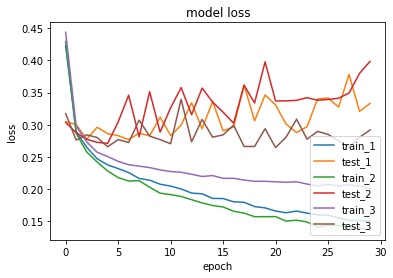 model loss
0.45
0.40
0.35
0.30
0.25
0.20
0.15
loss
train_1
test_1
train_2
test_2
train_3
test_3
0 5 10 15 20 25 30
epoch